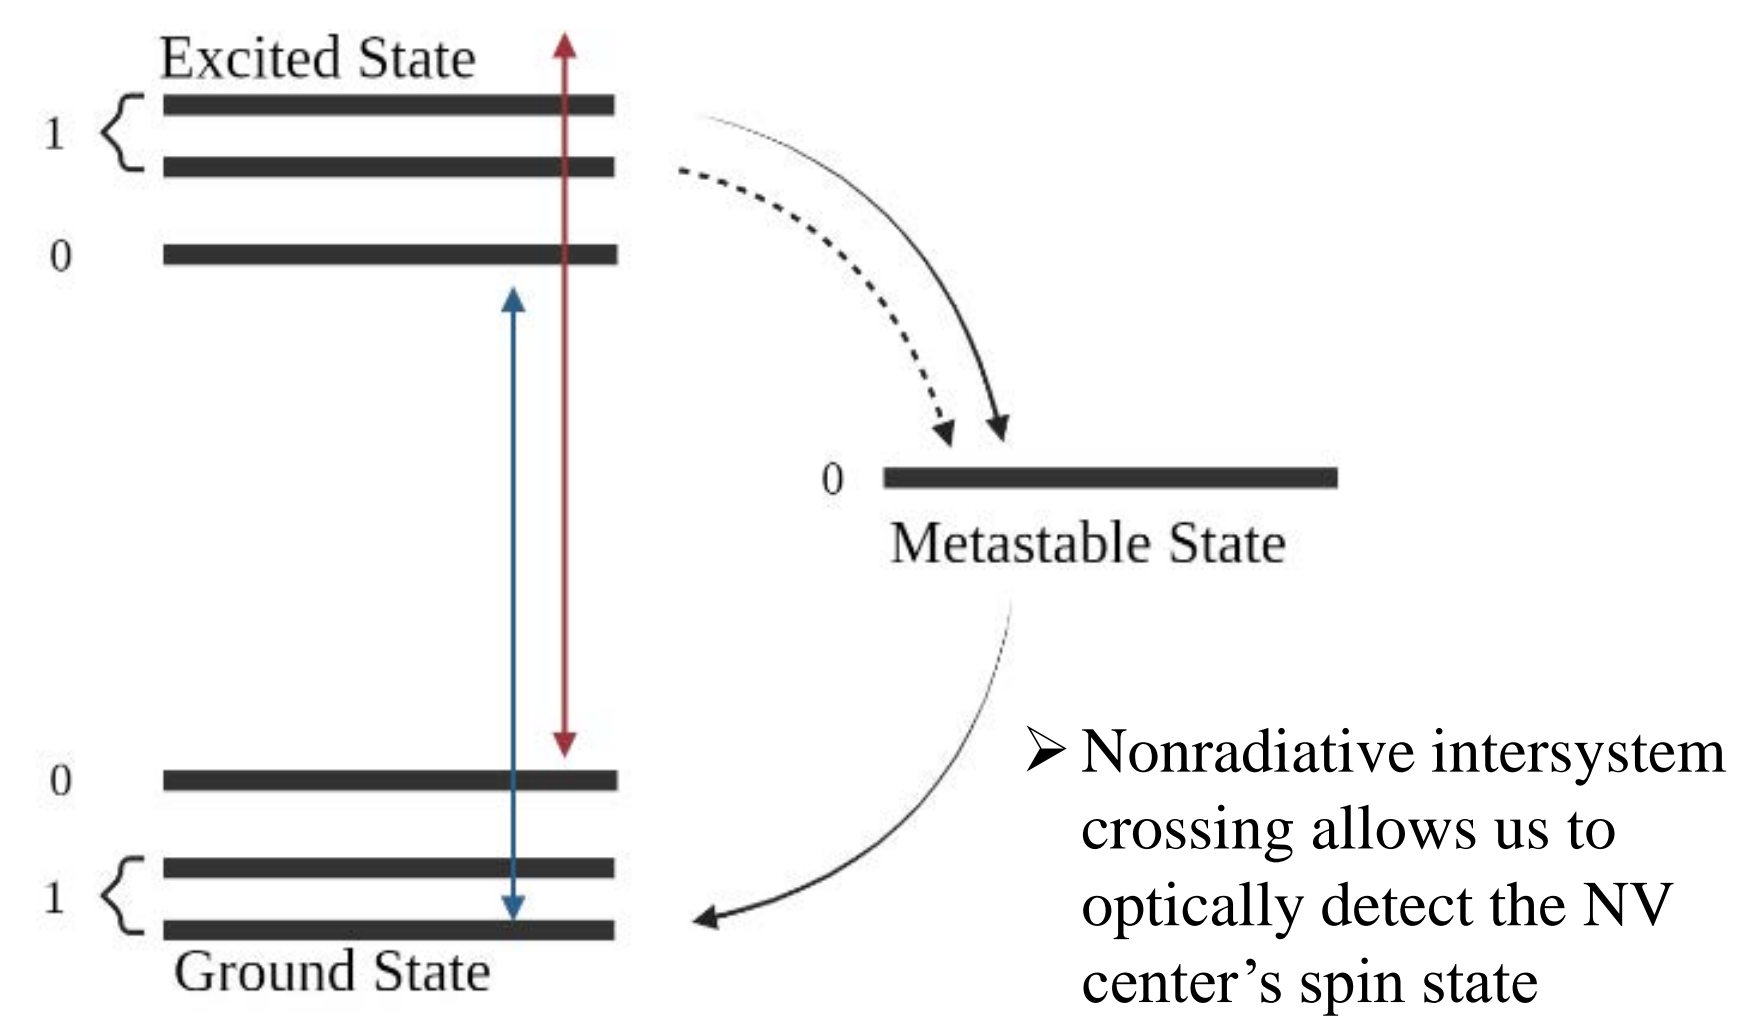 Excited State
1
0
0
Metastable State
0
1
Ground State
➢ Nonradiative intersystem
crossing allows us to
optically detect the NV
center’s spin state